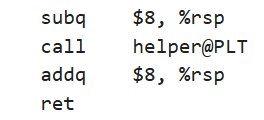 subq    $8, %rsp
call    helper@PLT
addq    $8, %rsp
ret